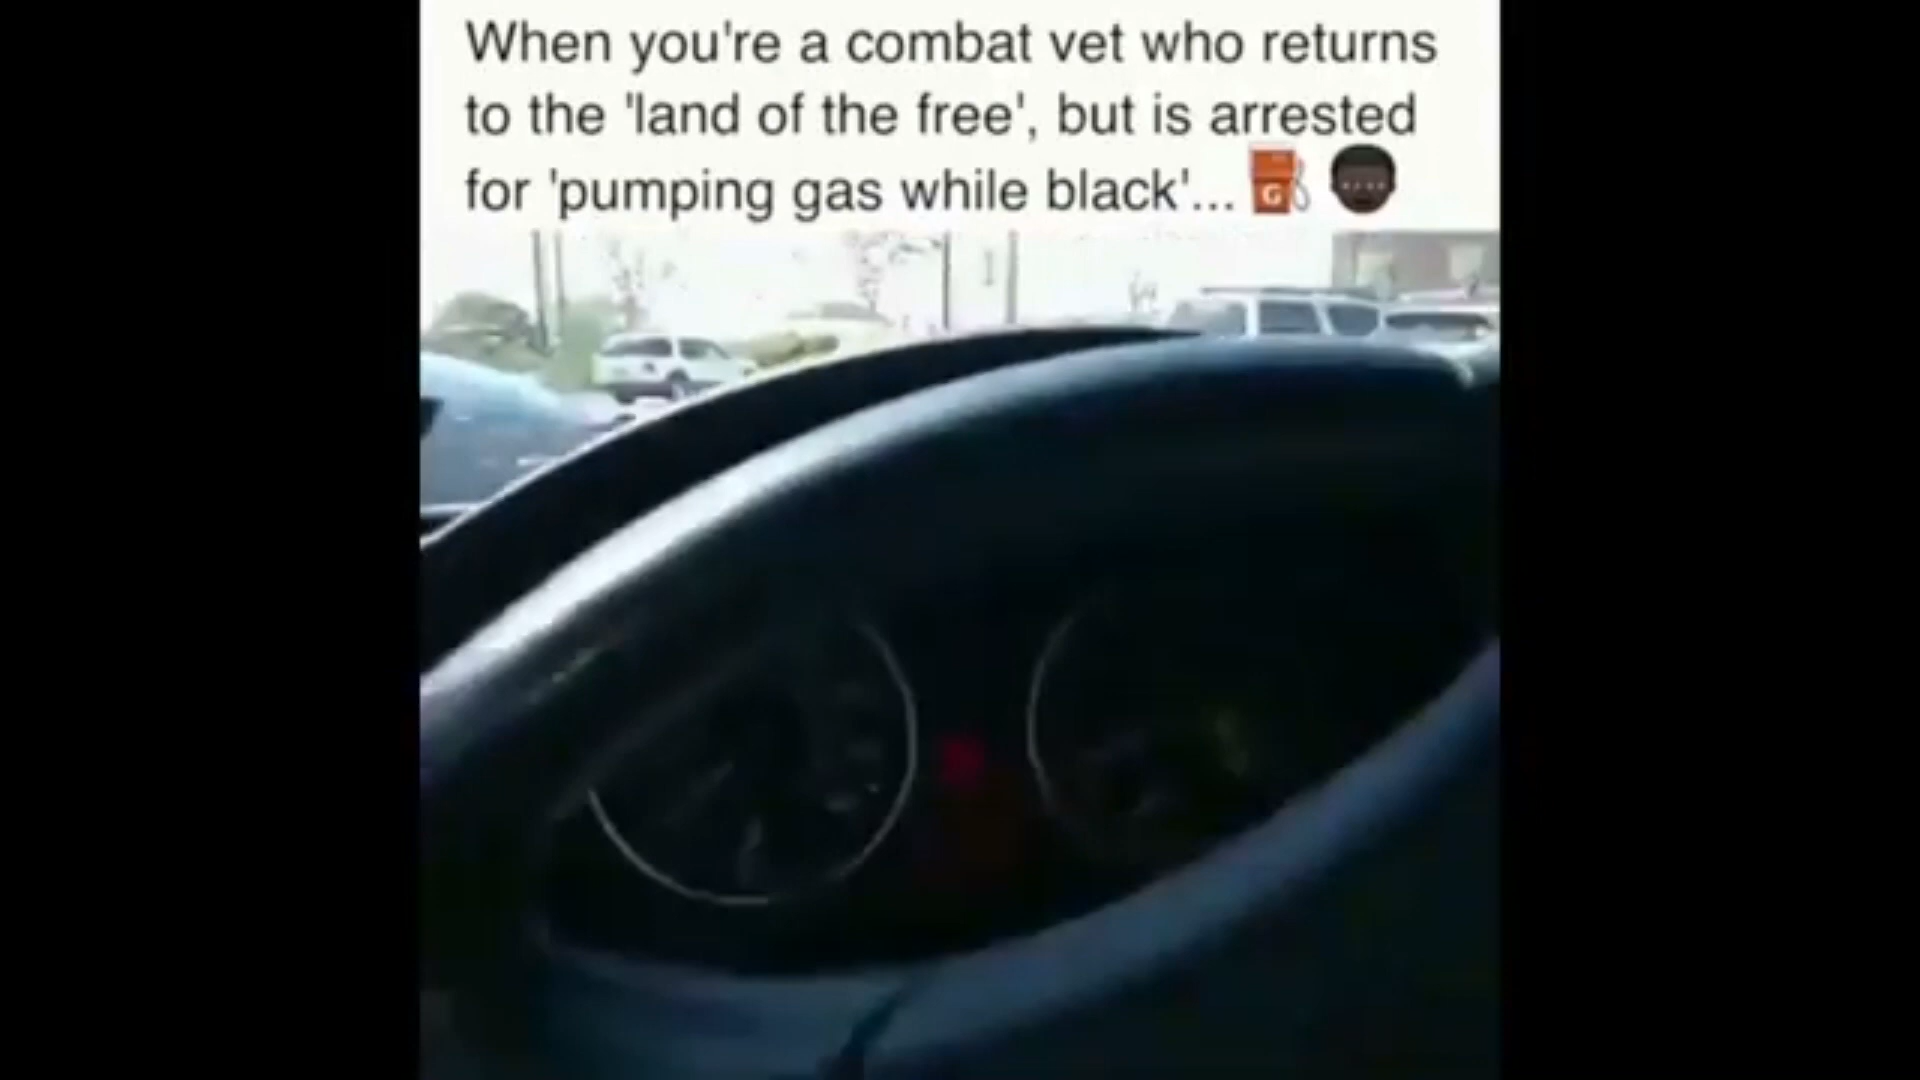 When you're a combat vet who returns
to the 'land of the free', but is arrested
for 'pumping gas while black'...⛽👨🏿